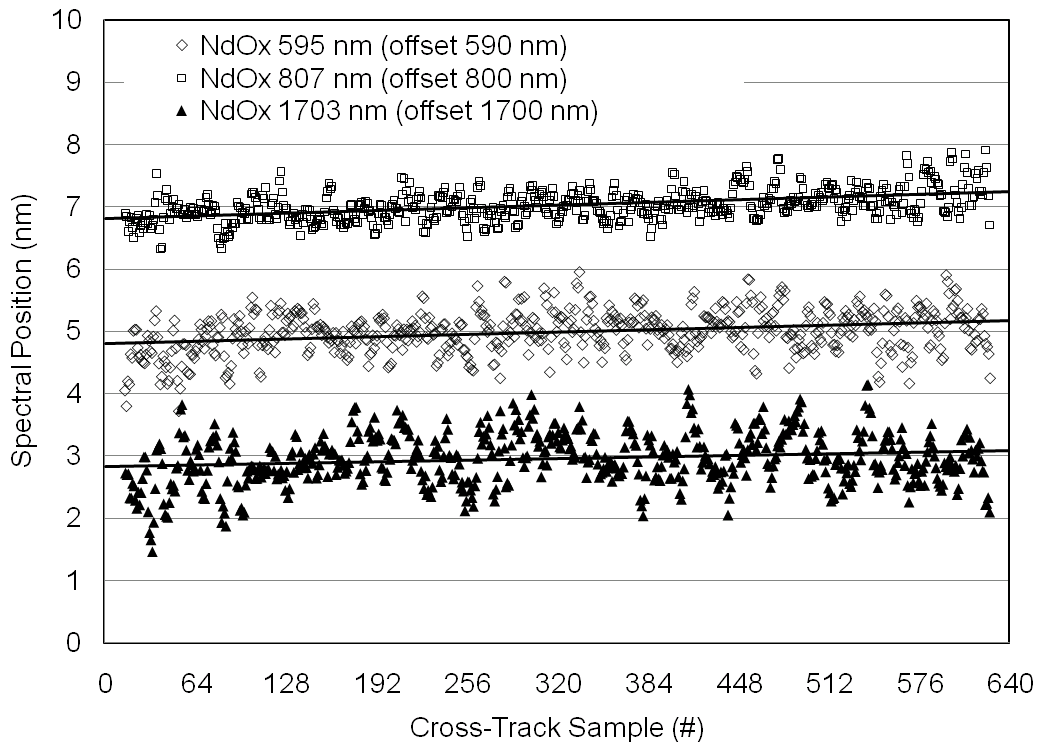 10
NdOx 595 nm (offset 590 nm)
9
NdOx 807 nm (offset 800 nm)
NdOx 1703 nm (offset 1700 nm)
8
7
6
5
4
3
2
1
0
Spectral Position (nm)
0 64 128 192 256 320 384 448 512 576 640
Cross-Track Sample (#)